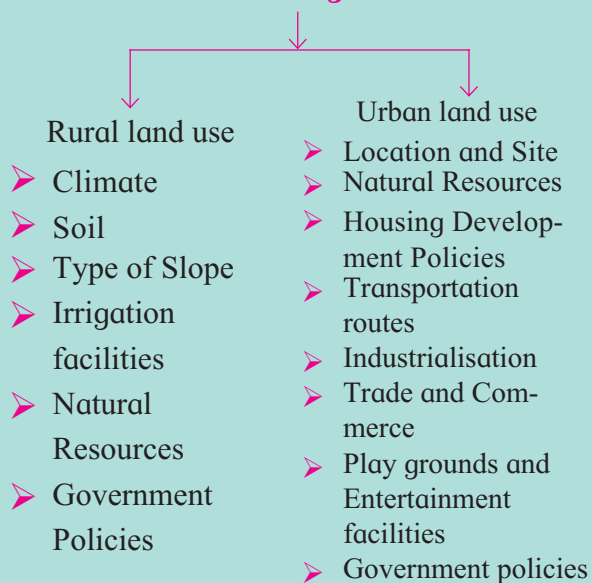 Rural land use
Climate
Soil
Type of Slope
Irrigation
facilities
Natural
Resources
Government
Policies
Urban land use
Location and Site
Natural Resources
Housing Develop-
ment Policies
Transportation
routes
Industrialisation
Trade and Com-
merce
Play grounds and
Entertainment
facilities
Government policies